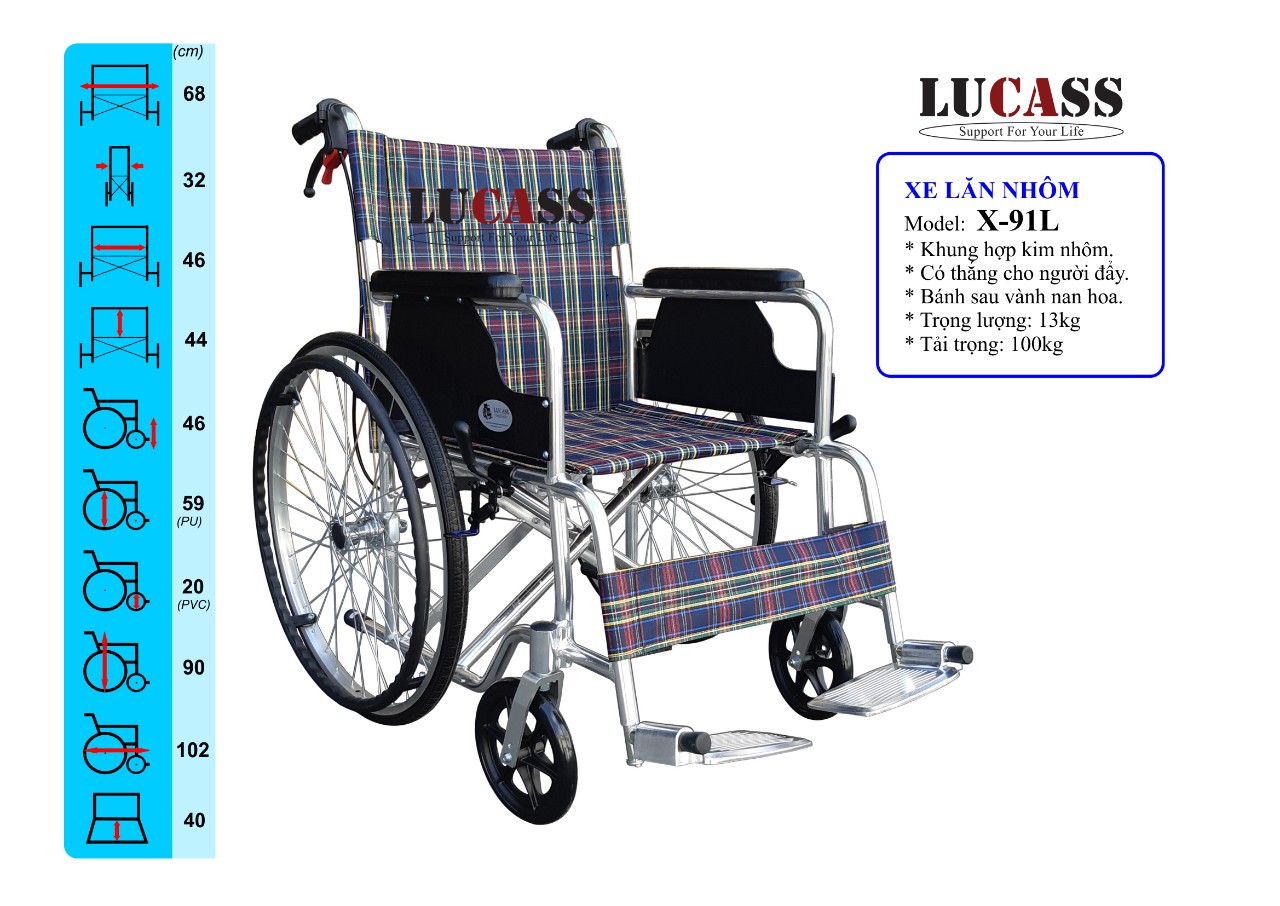 (cm)
68
32
46
44
46
59
(PU)
20
(PVC)
90
102
40
LUCASS
Support For Your Life
LUCASS
LUCASS
Support For Your Life
XE LĂN NHÔM
Model: X-91L
* Khung hợp kim nhôm.
* Có thắng cho người đẩy.
* Bánh sau vành nan hoa.
* Trọng lượng: 13kg
* Tải trọng: 100kg